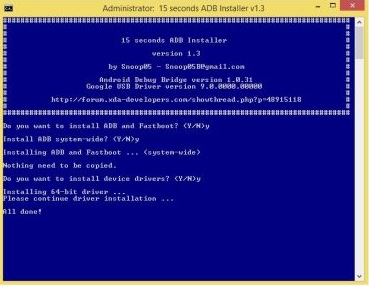 Administrator: 15 seconds ADB Installer v1.3
################################################################################
15 seconds ADB Installer
version 1.3
by Snoop05 - Snoop05B@gmail.com
Android Debug Bridge version 1.0.31
Google USB Driver version 9.0.0000.00000
http://forum.xda-developers.com/showthread.php?p=48915118
################################################################################
Do you want to install ADB and Fastboot? (Y/N)y
Install ADB system-wide? (Y/N)y
Installing ADB and Fastboot ... (system-wide)
Nothing need to be copied.
Do you want to install device drivers? (Y/N)y
Installing 64-bit driver ...
Please continue driver installation ...
All done!